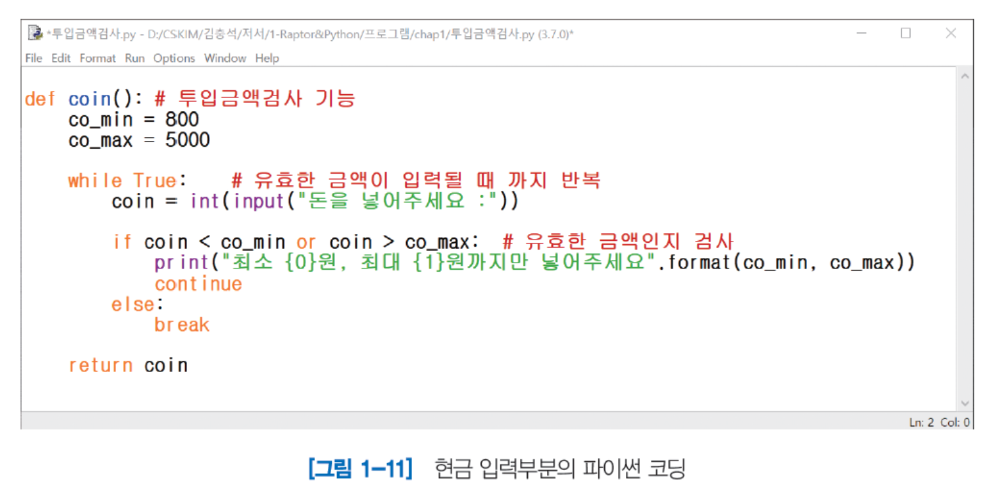 *투입금액검사.py - D:/CSKIM/김충석/저서/1-Raptor&Python/프로그램/chap1/투입금액검사.py (3.7.0)*
File Edit Format Run Options Window Help
def coin(): # 투입금액검사 기능
    co_min = 800
    co_max = 5000
    while True:    # 유효한 금액이 입력될 때 까지 반복
        coin = int(input("돈을 넣어주세요 :"))
        if coin < co_min or coin > co_max:  # 유효한 금액인지 검사
            print("최소 {0}원, 최대 {1}원까지만 넣어주세요".format(co_min, co_max))
            continue
        else:
            break
    return coin
Ln: 2 Col: 0
[그림 1-11] 현금 입력부분의 파이썬 코딩